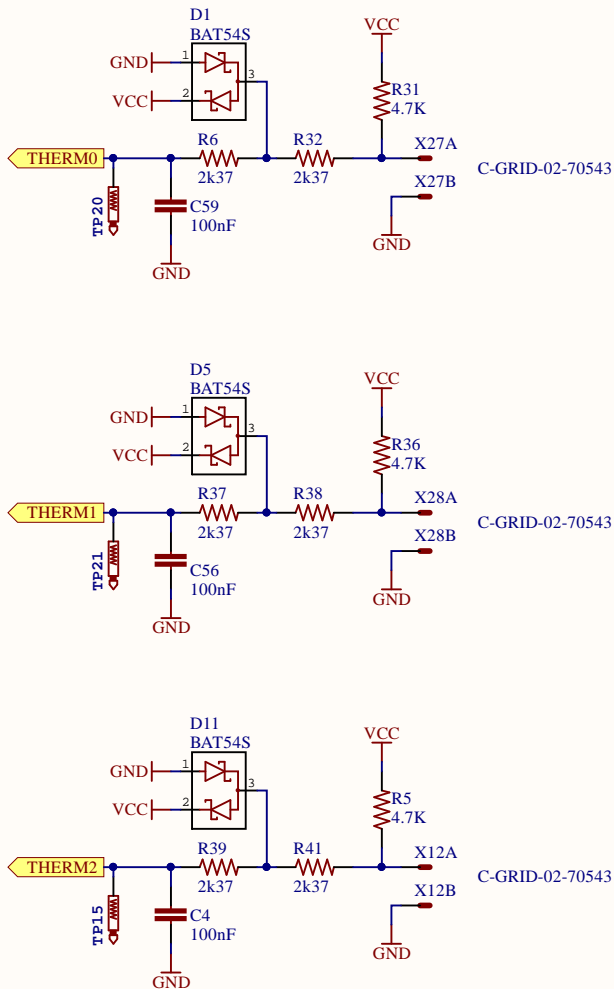 D1
BAT54S
VCC
GND 1
3
VCC 2
R31
4.7K
THERM0
R6
2k37
R32
2k37
X27A
C-GRID-02-70543
X27B
TP20
C59
100nF
GND
GND
D5
BAT54S
VCC
GND 1
3
VCC 2
R36
4.7K
THERM1
R37
2k37
R38
2k37
X28A
C-GRID-02-70543
X28B
TP21
C56
100nF
GND
GND
D11
BAT54S
VCC
GND 1
3
VCC 2
R5
4.7K
THERM2
R39
2k37
R41
2k37
X12A
C-GRID-02-70543
X12B
TP15
C4
100nF
GND
GND